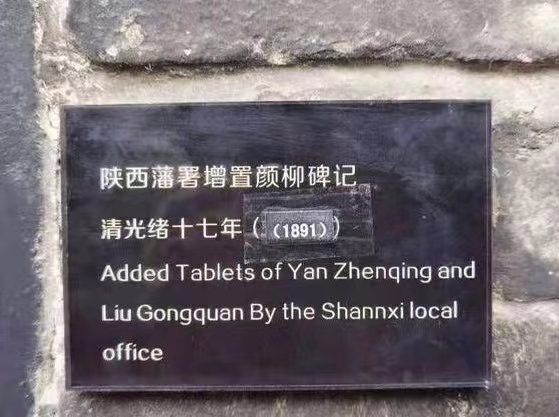 陕西藩署增置颜柳碑记
清光绪十七年（（1891））
Added Tablets of Yan Zhenqing and
Liu Gongquan By the Shannxi local
office